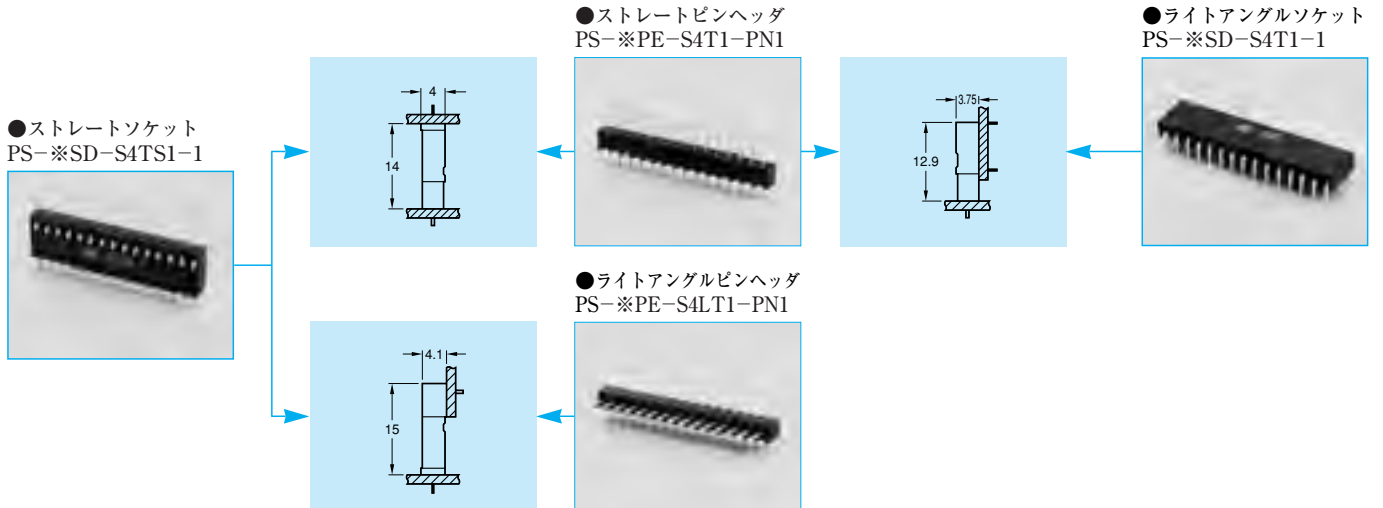 ●ストレートピンヘッダ
PS-※PE-S4T1-PN1
●ライトアングルソケット
PS-※SD-S4T1-1
●ストレートソケット
PS-※SD-S4TS1-1
4
14
3.75
12.9
●ライトアングルピンヘッダ
PS-※PE-S4LT1-PN1
4.1
15